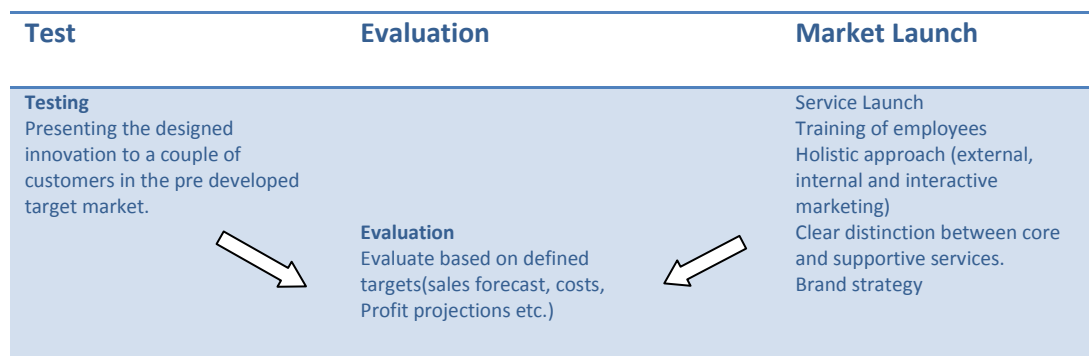 Test
Evaluation
Market Launch
Testing
Presenting the designed
innovation to a couple of
customers in the pre developed
target market.
Evaluation
Evaluate based on defined
targets(sales forecast, costs,
Profit projections etc.)
Service Launch
Training of employees
Holistic approach (external,
internal and interactive
marketing)
Clear distinction between core
and supportive services.
Brand strategy